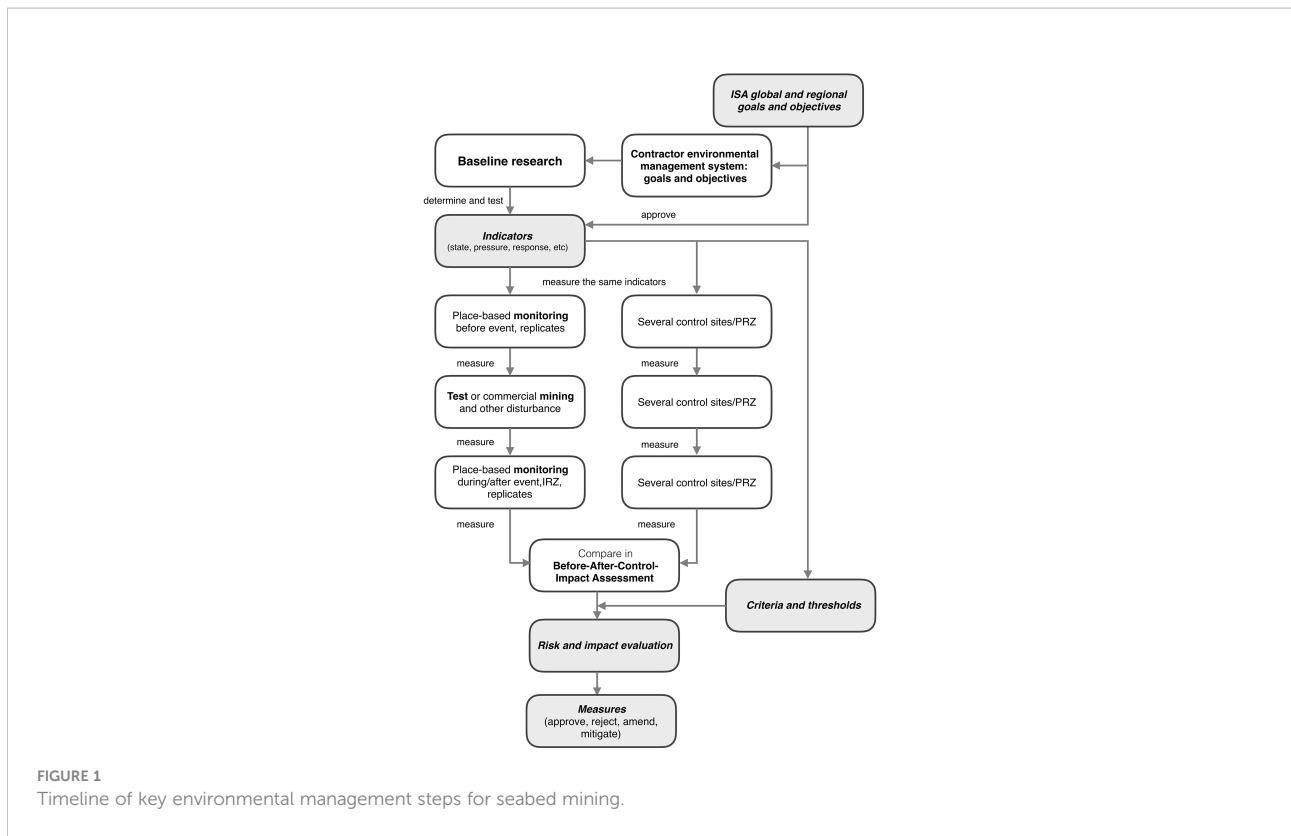 ISA global and regional
goals and objectives
Baseline research
Contractor environmental
management system:
goals and objectives
determine and test
approve
Indicators
(state, pressure, response, etc)
measure the same indicators
Place-based monitoring
before event, replicates
Several control sites/PRZ
measure
measure
Test or commercial mining
and other disturbance
Several control sites/PRZ
measure
measure
Place-based monitoring
during/after event,IRZ,
replicates
Several control sites/PRZ
measure
measure
Compare in
Before-After-Control-
Impact Assessment
Criteria and thresholds
Risk and impact evaluation
Measures
(approve, reject, amend,
mitigate)
FIGURE 1
Timeline of key environmental management steps for seabed mining.